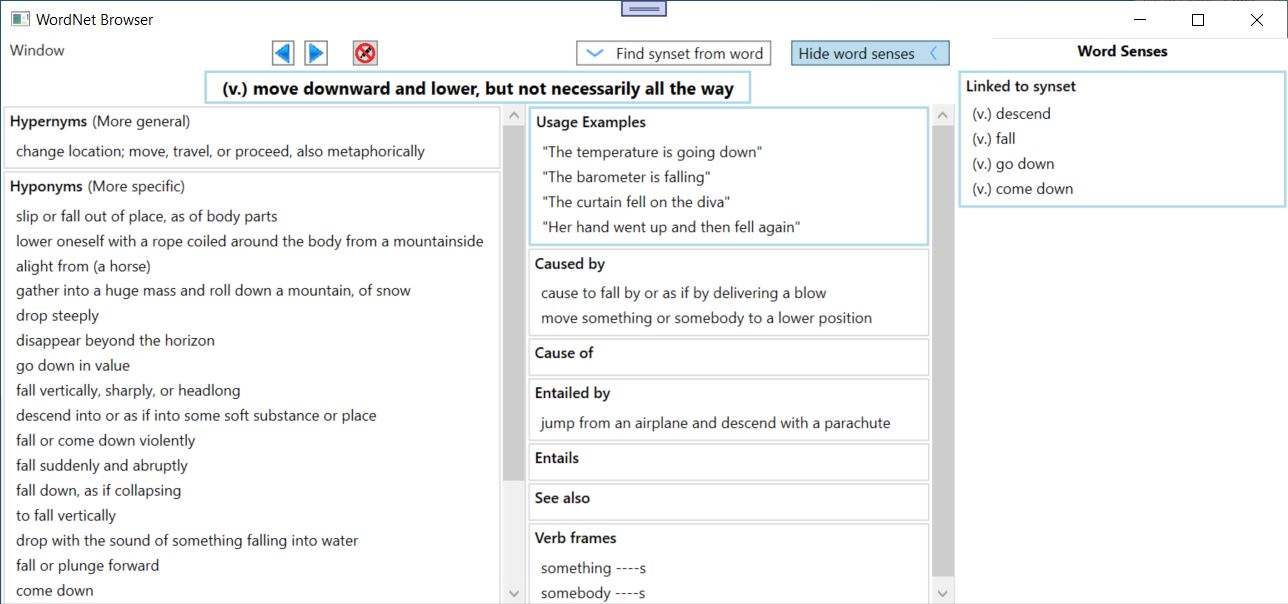 WordNet Browser
Window
Find synset from word
Hide word senses
Word Senses
(v.) move downward and lower, but not necessarily all the way
Hypernyms (More general)
change location; move, travel, or proceed, also metaphorically
Hyponyms (More specific)
slip or fall out of place, as of body parts
lower oneself with a rope coiled around the body from a mountainside
alight from (a horse)
gather into a huge mass and roll down a mountain, of snow
drop steeply
disappear beyond the horizon
go down in value
fall vertically, sharply, or headlong
descend into or as if into some soft substance or place
fall or come down violently
fall suddenly and abruptly
fall down, as if collapsing
to fall vertically
drop with the sound of something falling into water
fall or plunge forward
come down
Usage Examples
"The temperature is going down"
"The barometer is falling"
"The curtain fell on the diva"
"Her hand went up and then fell again"
Caused by
cause to fall by or as if by delivering a blow
move something or somebody to a lower position
Cause of
Entailed by
jump from an airplane and descend with a parachute
Entails
See also
Verb frames
something ----s
somebody ----s
Linked to synset
(v.) descend
(v.) fall
(v.) go down
(v.) come down